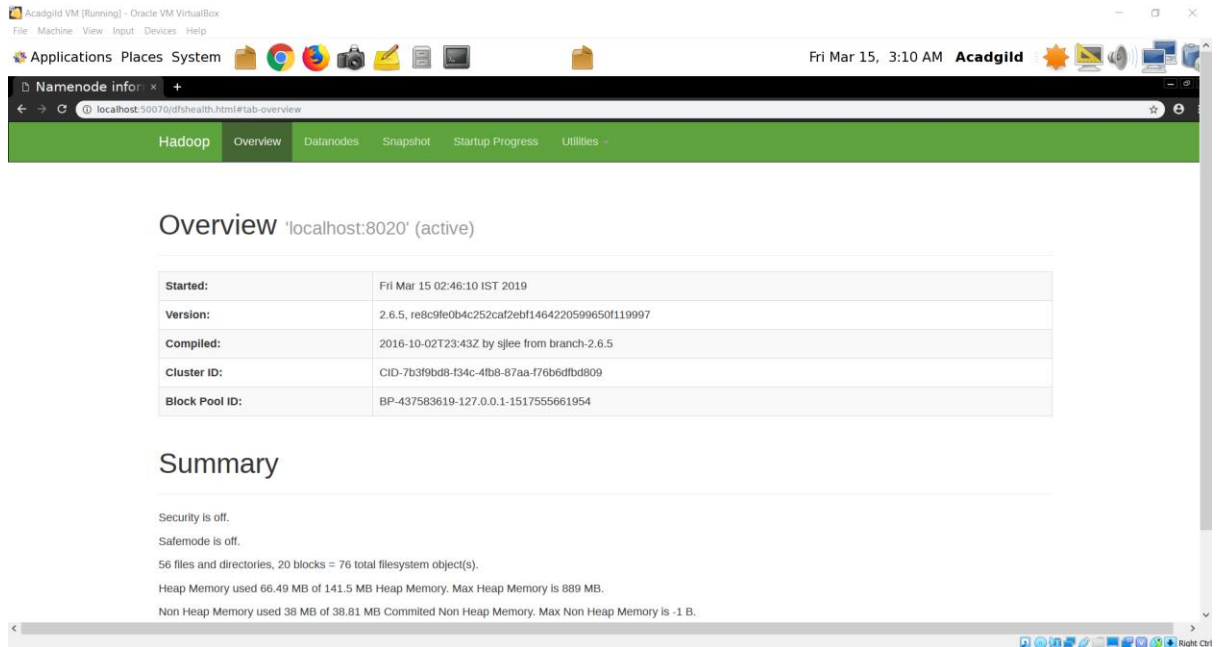 Acadgild VM [Running] - Oracle VM VirtualBox
File Machine View Input Devices Help
Applications Places System Fri Mar 15, 3:10 AM Acadgild
Namenode infor × +
localhost:50070/dfshealth.html#tab-overview
Hadoop Overview Datanodes Snapshot Startup Progress Utilities
Overview 'localhost:8020' (active)
Started: Fri Mar 15 02:46:10 IST 2019
Version: 2.6.5, re8c9fe0b4c252caf2ebf1464220599650f119997
Compiled: 2016-10-02T23:43Z by sjlee from branch-2.6.5
Cluster ID: CID-7b3f9bd8-f34c-4fb8-87aa-f76b6dfbd809
Block Pool ID: BP-437583619-127.0.0.1-1517555661954
Summary
Security is off.
Safemode is off.
56 files and directories, 20 blocks = 76 total filesystem object(s).
Heap Memory used 66.49 MB of 141.5 MB Heap Memory. Max Heap Memory is 889 MB.
Non Heap Memory used 38 MB of 38.81 MB Commited Non Heap Memory. Max Non Heap Memory is -1 B.
Right Ctrl